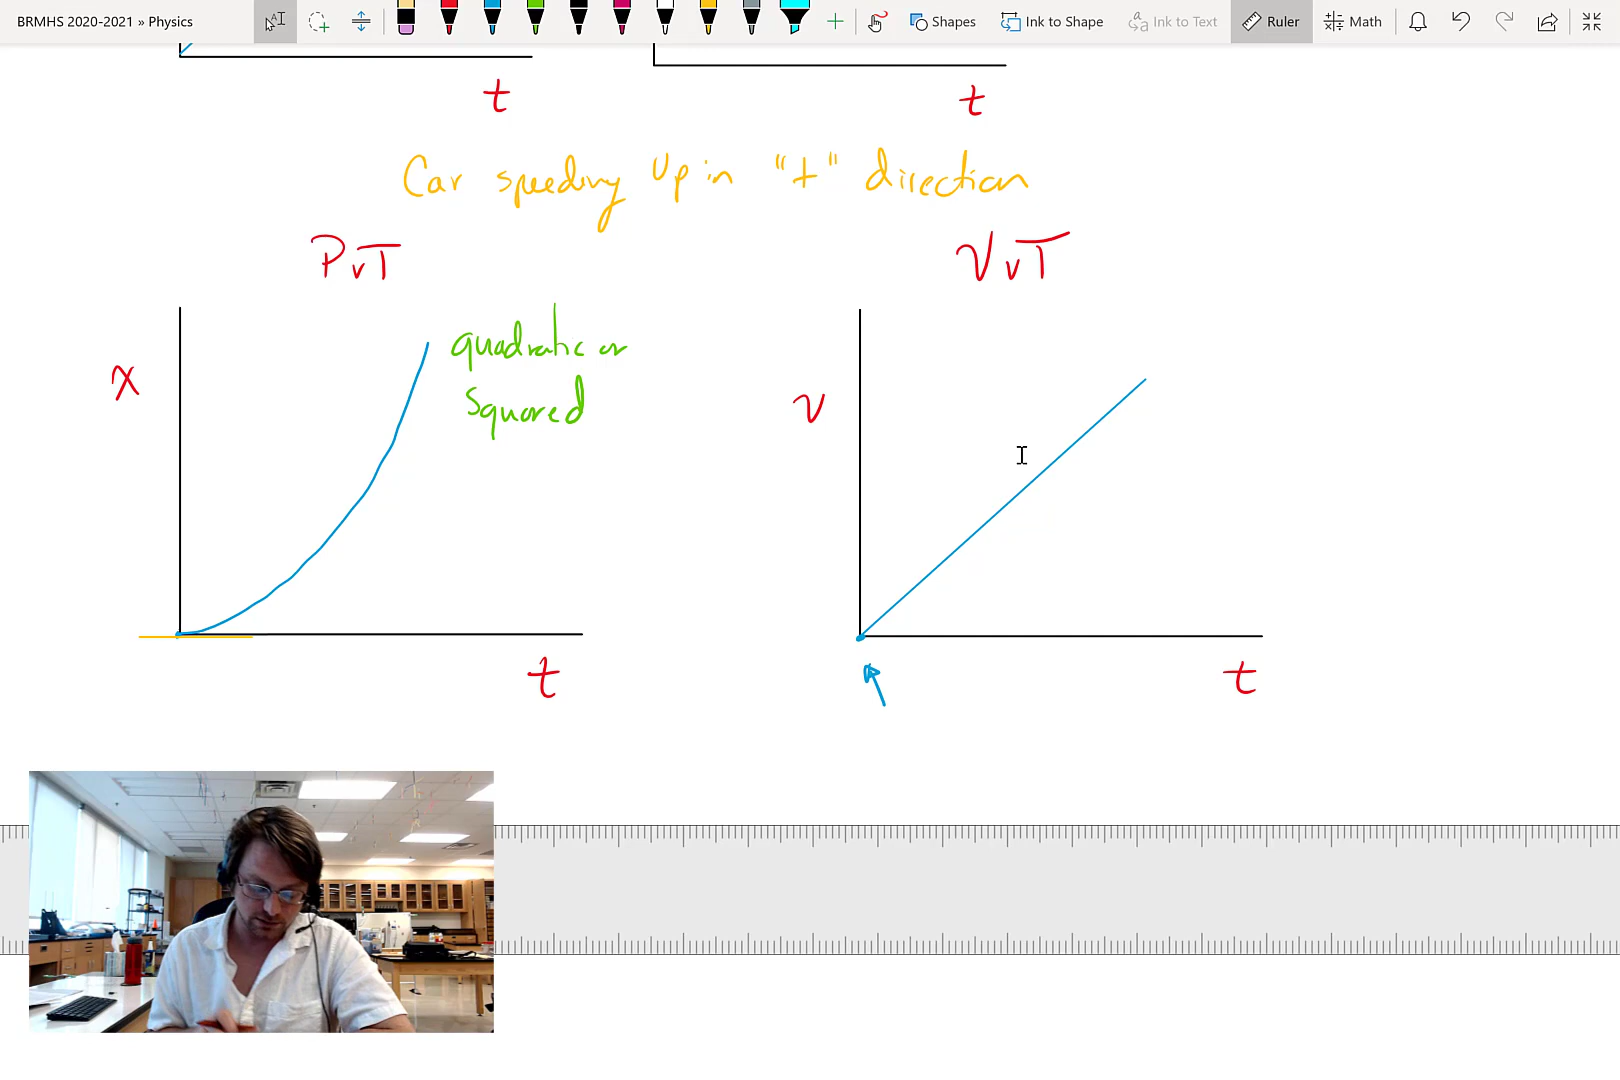 BRMHS 2020-2021 » Physics
Shapes
Ink to Shape
Ink to Text
Ruler
Math
t
t
Car speeding up in "+" direction
PvT
VvT
x
quadratic or
squared
v
t
t